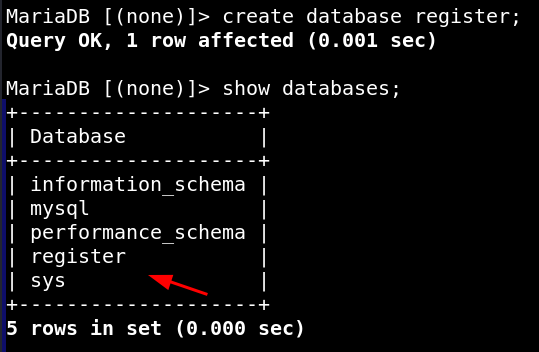 MariaDB [(none)]> create database register;
Query OK, 1 row affected (0.001 sec)
MariaDB [(none)]> show databases;
+--------------------+
| Database           |
+--------------------+
| information_schema |
| mysql              |
| performance_schema |
| register           |
| sys                |
+--------------------+
5 rows in set (0.000 sec)